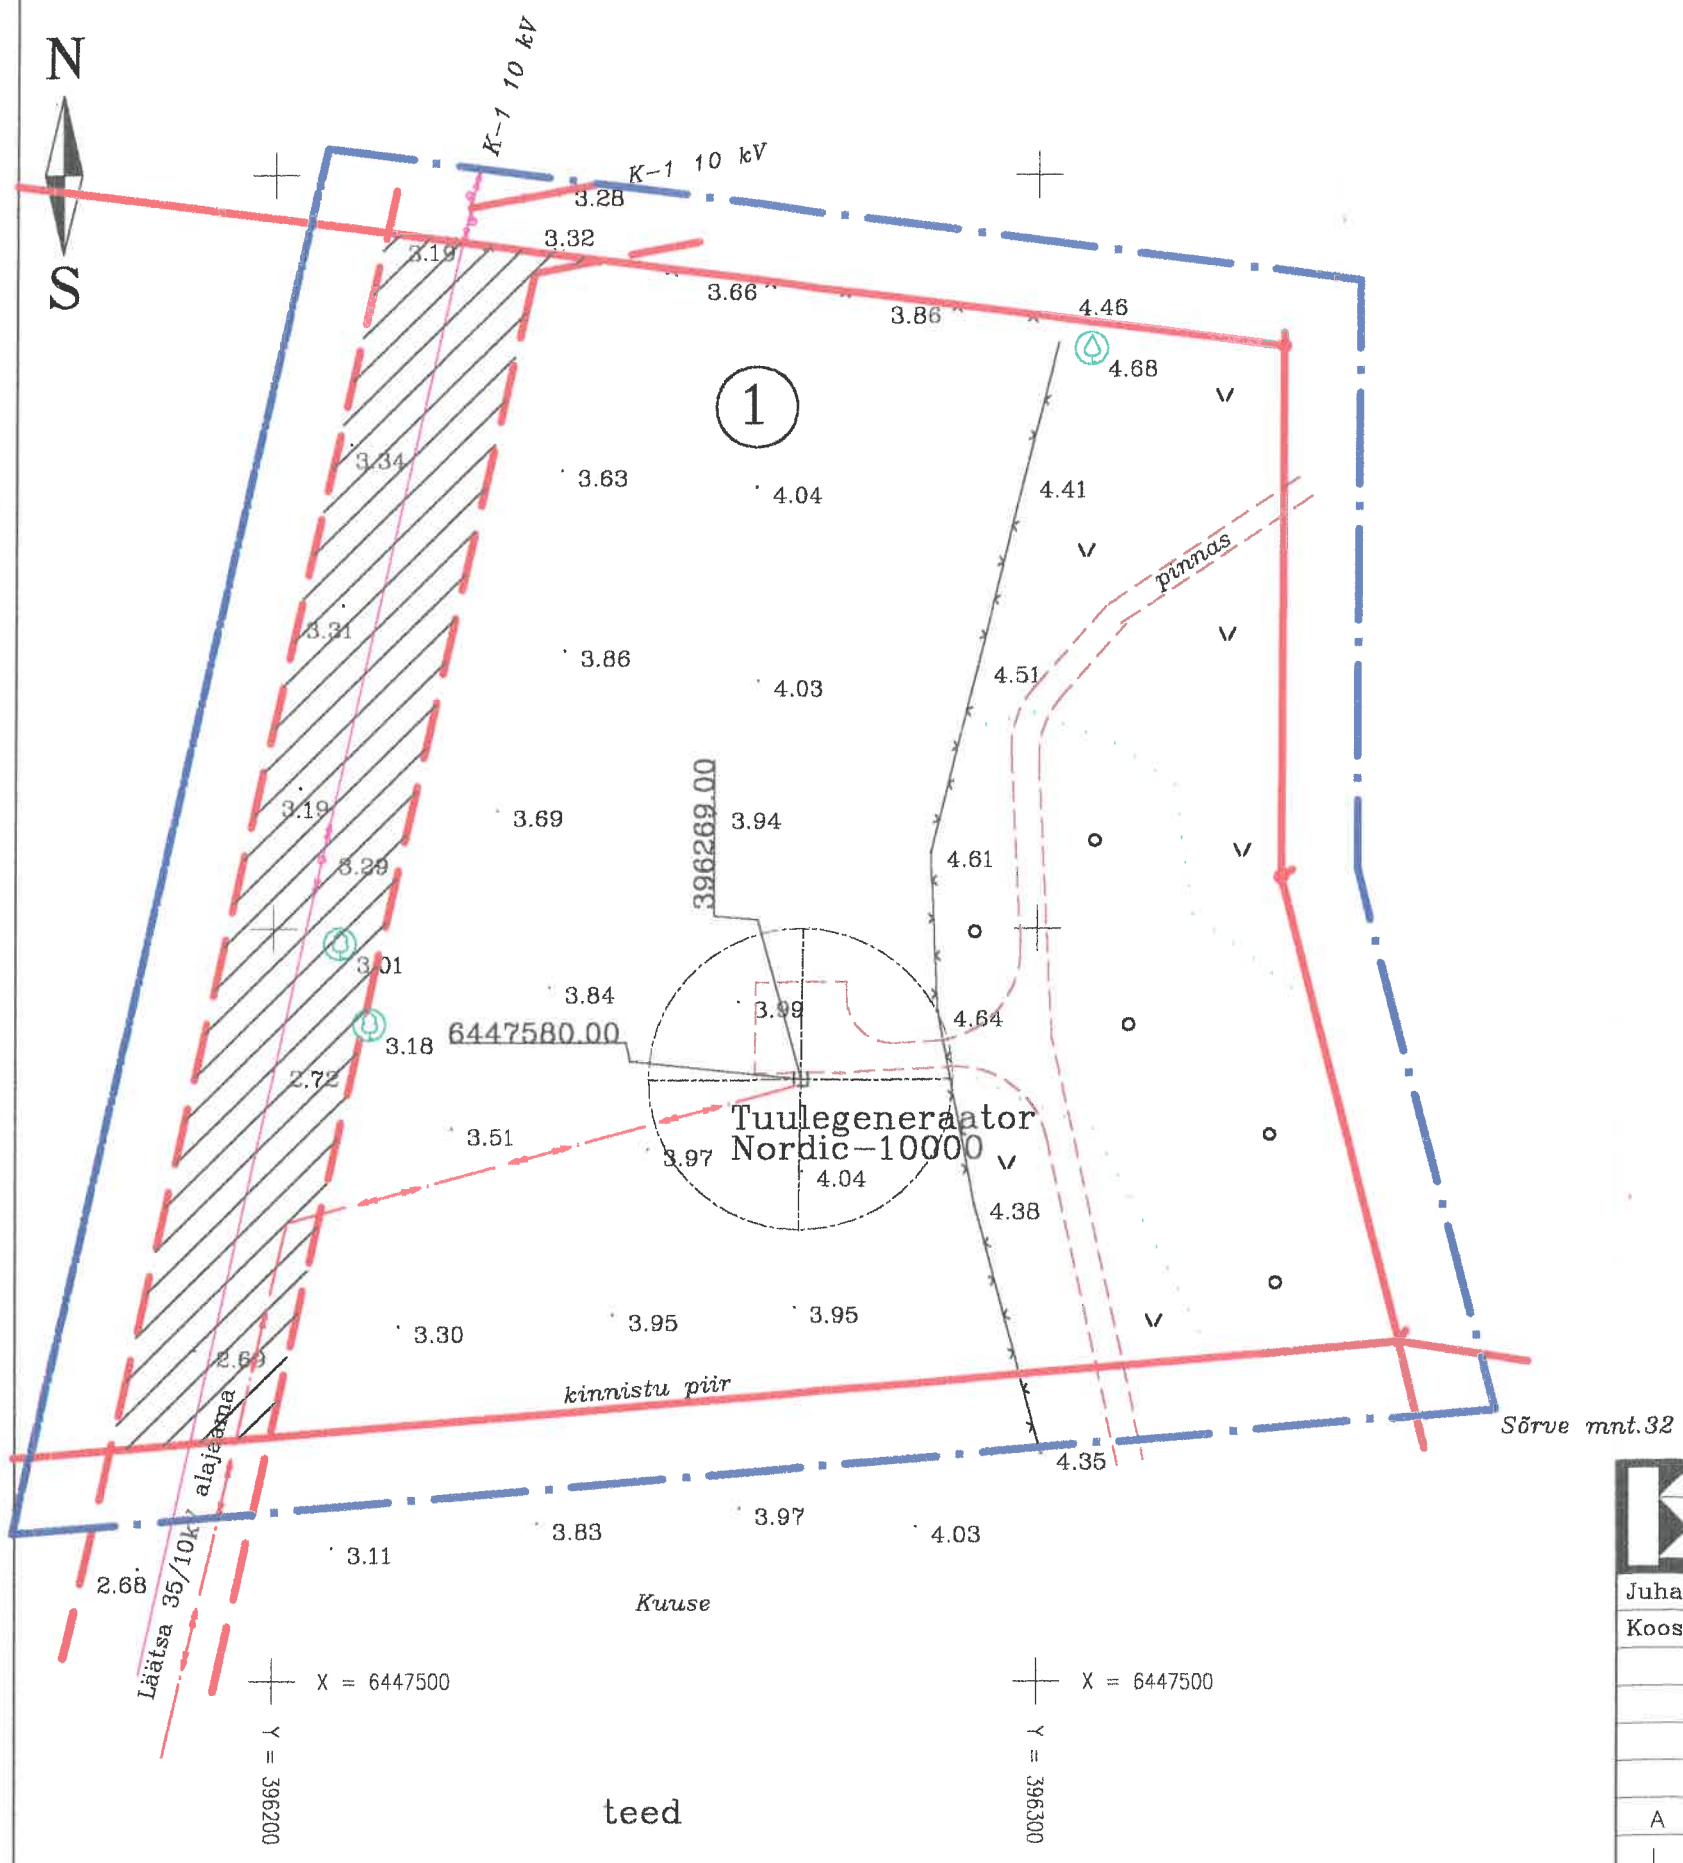 N
S
K-1 10 kV
K-1 10 kV
3.28
3.32
3.19
3.66
3.86
4.46
4.68
1
3.34
3.63
4.04
4.41
pinnas
3.31
3.86
4.03
4.51
3.19
3.69
396269.00
3.94
4.61
3.29
3.01
3.84
3.99
4.64
3.18
6447580.00
2.72
Tuulegeneraator
Nordic-10000
3.51
3.97
4.04
4.38
3.30
3.95
3.95
2.69
kinnistu piir
Sõrve mnt.32
4.35
Läätsa 35/10kV alajaama
3.83
3.97
4.03
3.11
2.68
Kuuse
X = 6447500
X = 6447500
Y = 396200
Y = 396300
teed
Juha
Koos
A